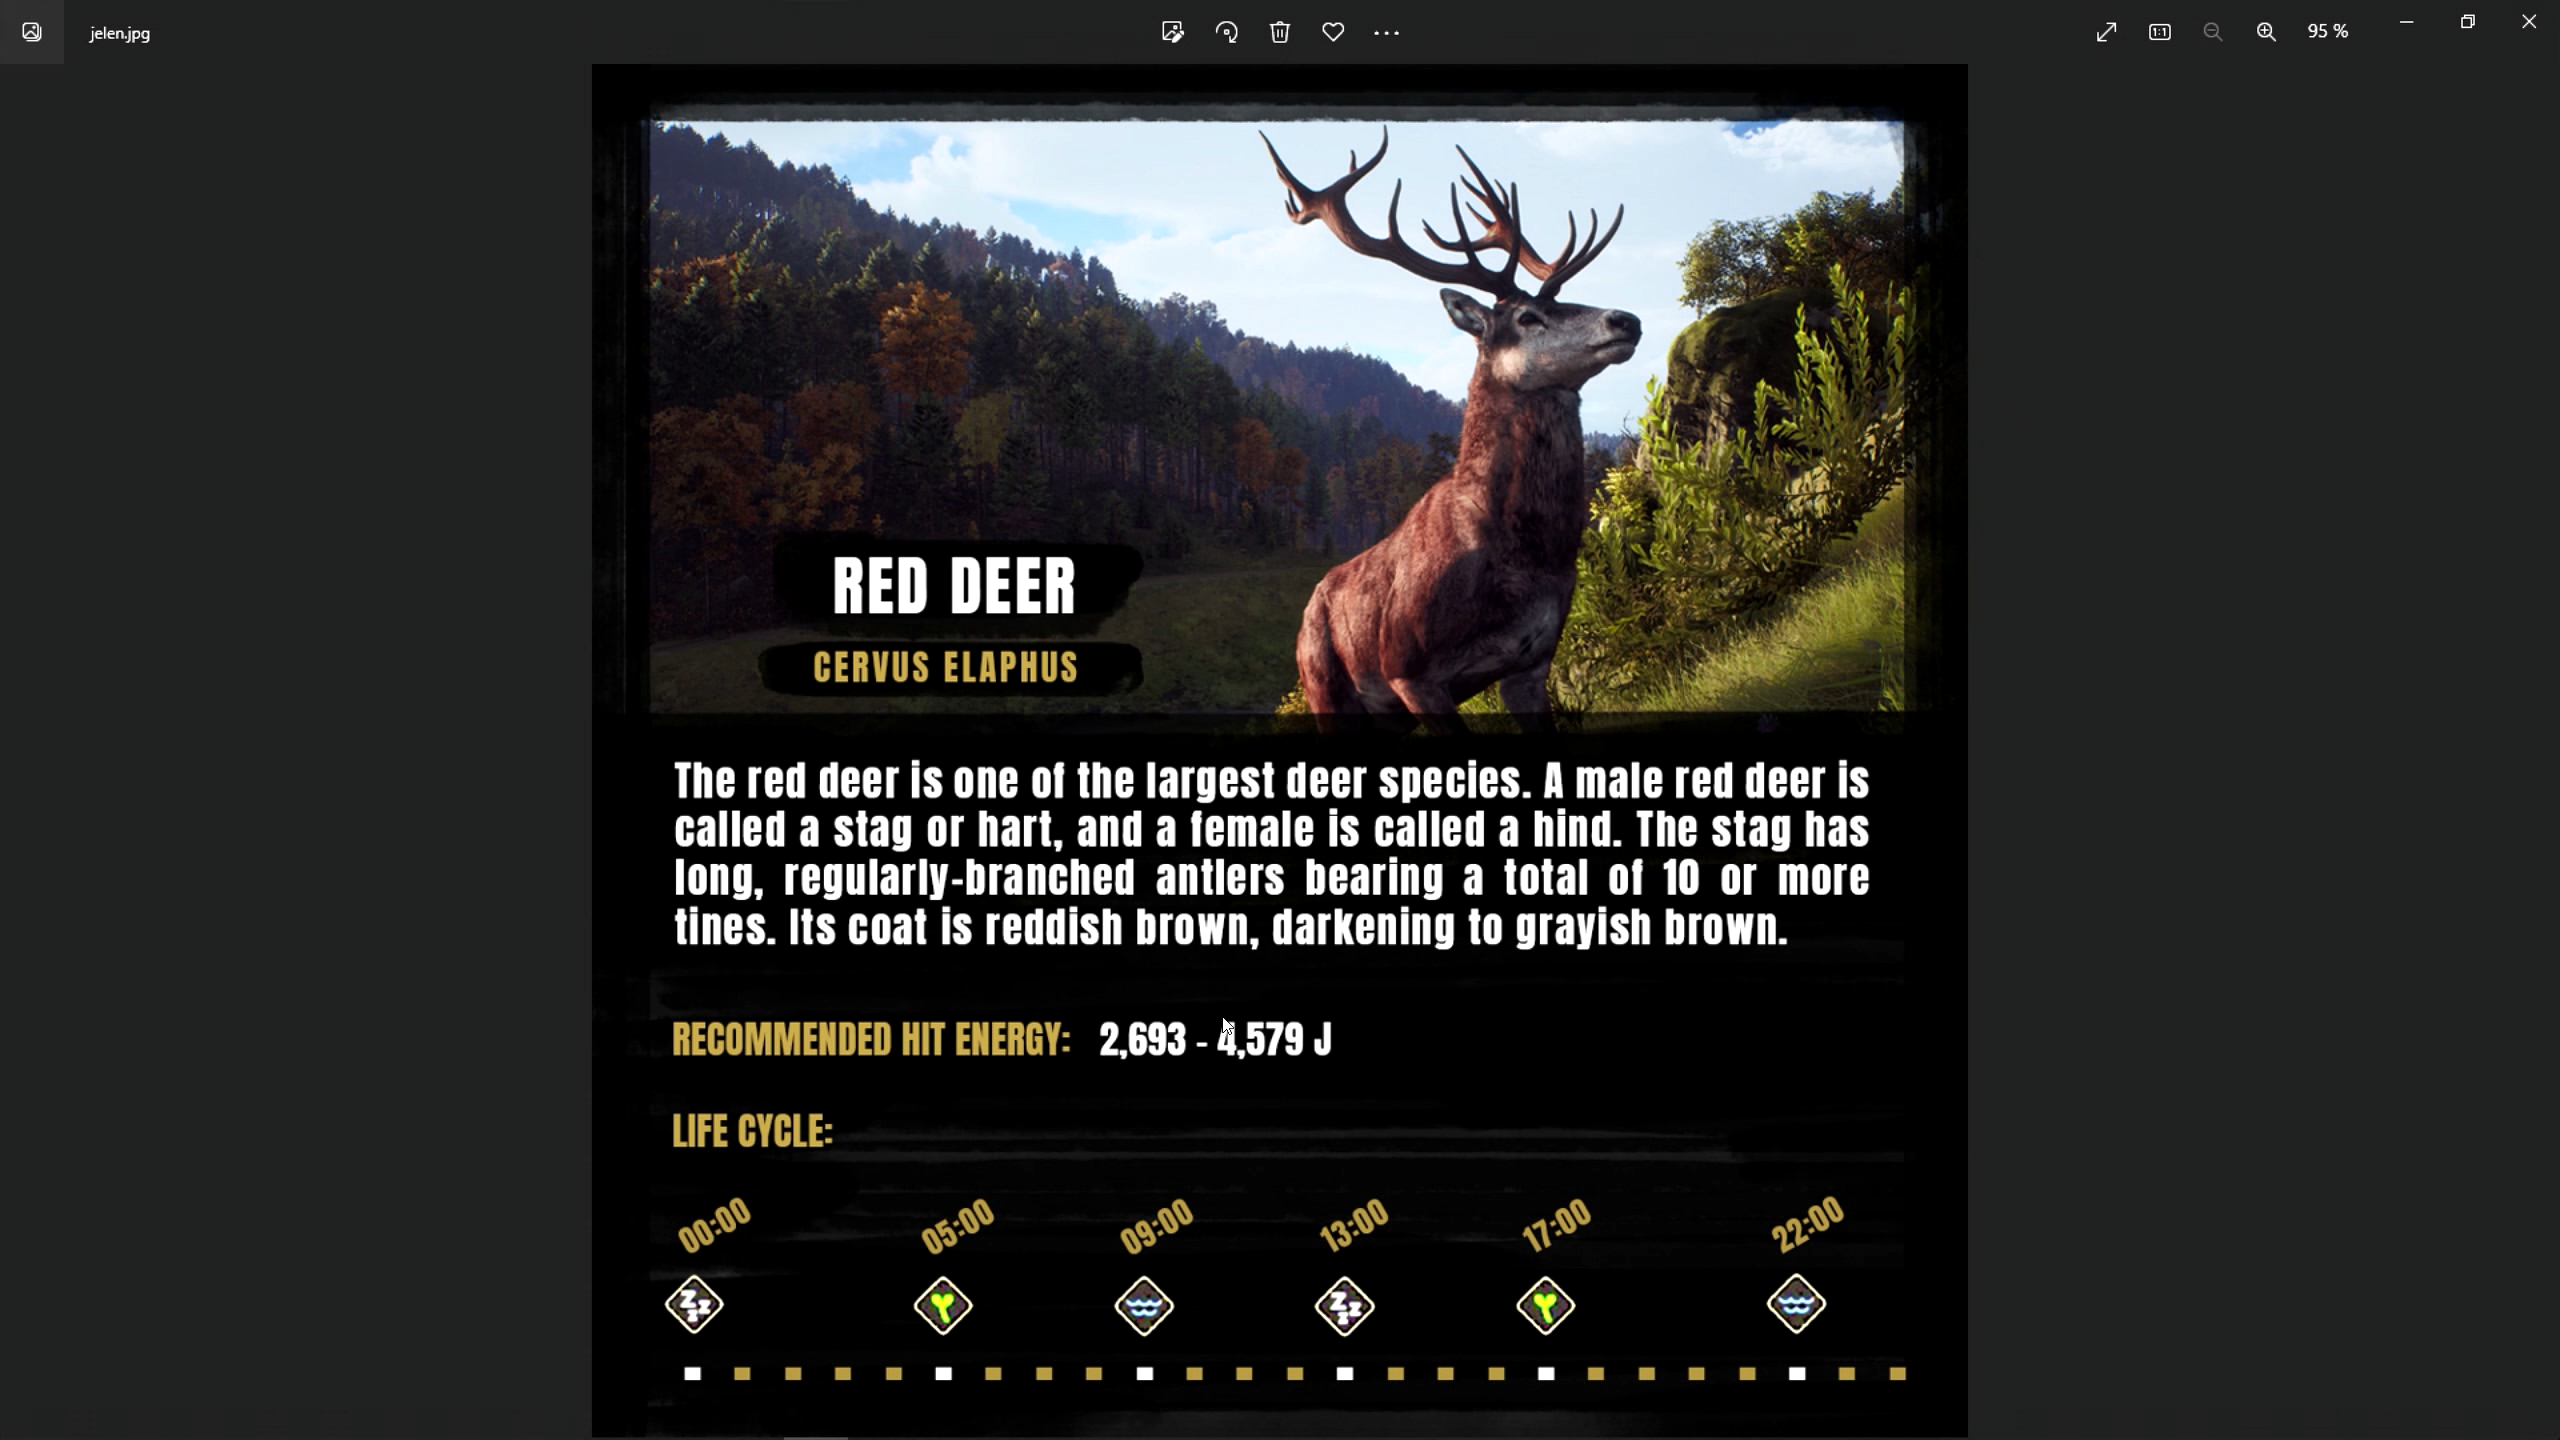 jelen.jpg
95 %
RED DEER
CERVUS ELAPHUS
The red deer is one of the largest deer species. A male red deer is
called a stag or hart, and a female is called a hind. The stag has
long, regularly-branched antlers bearing a total of 10 or more
tines. Its coat is reddish brown, darkening to grayish brown.
RECOMMENDED HIT ENERGY: 2,693 - 4,579 J
LIFE CYCLE:
00:00 05:00 09:00 13:00 17:00 22:00